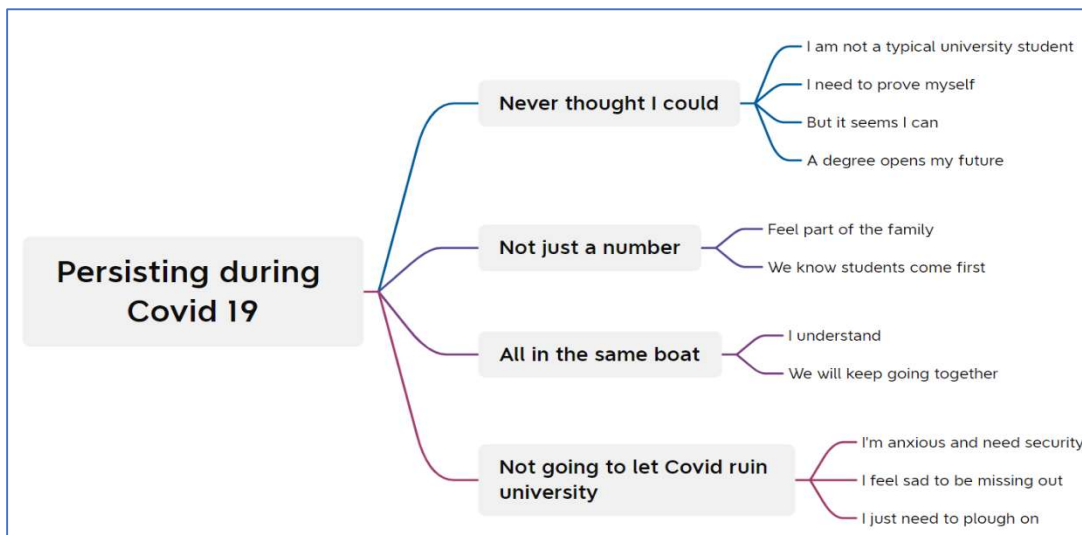 Persisting during
Covid 19
Never thought I could
I am not a typical university student
I need to prove myself
But it seems I can
A degree opens my future
Not just a number
Feel part of the family
We know students come first
All in the same boat
I understand
We will keep going together
Not going to let Covid ruin
university
I'm anxious and need security
I feel sad to be missing out
I just need to plough on